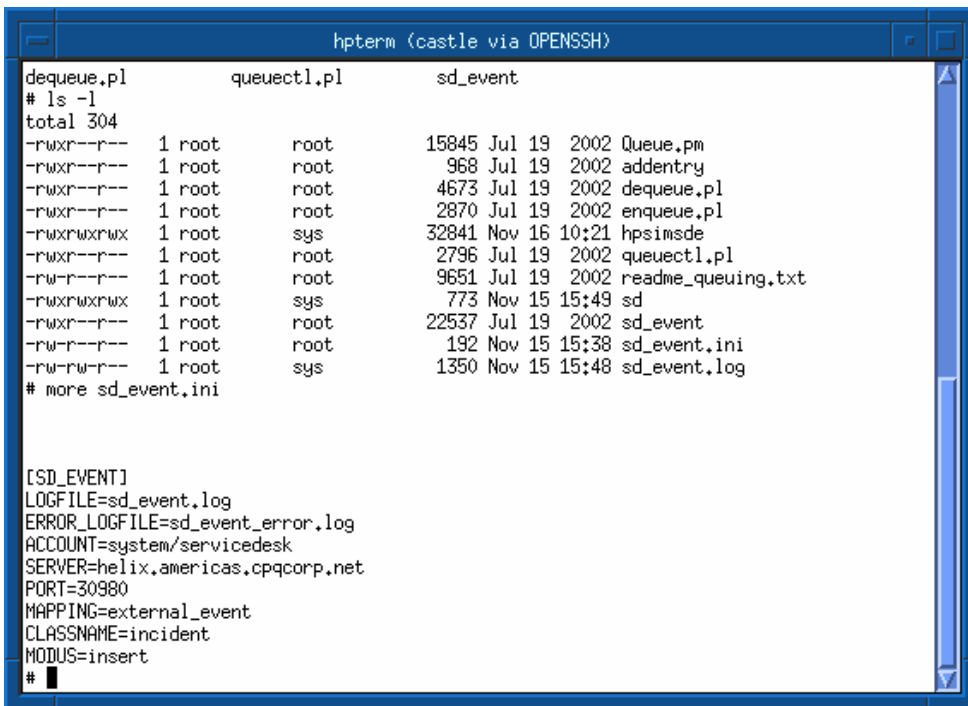 hpterm (castle via OPENSSH)
dequeue.pl queuectl.pl sd_event
# ls -l
total 304
-rwxr--r-- 1 root root 15845 Jul 19 2002 Queue.pm
-rwxr--r-- 1 root root 968 Jul 19 2002 addentry
-rwxr--r-- 1 root root 4673 Jul 19 2002 dequeue.pl
-rwxr--r-- 1 root root 2870 Jul 19 2002 enqueue.pl
-rwxrwxrwx 1 root sys 32841 Nov 16 10:21 hpsimsde
-rwxr--r-- 1 root root 2796 Jul 19 2002 queuectl.pl
-rw-r--r-- 1 root root 9651 Jul 19 2002 readme_queuing.txt
-rwxrwxrwx 1 root sys 773 Nov 15 15:49 sd
-rwxr--r-- 1 root root 22537 Jul 19 2002 sd_event
-rw-r--r-- 1 root root 192 Nov 15 15:38 sd_event.ini
-rw-rw-r-- 1 root sys 1350 Nov 15 15:48 sd_event.log
# more sd_event.ini
[SD_EVENT]
LOGFILE=sd_event.log
ERROR_LOGFILE=sd_event_error.log
ACCOUNT=system/servicedesk
SERVER=helix.americas.cpqcorp.net
PORT=30980
MAPPING=external_event
CLASSNAME=incident
MODUS=insert
#